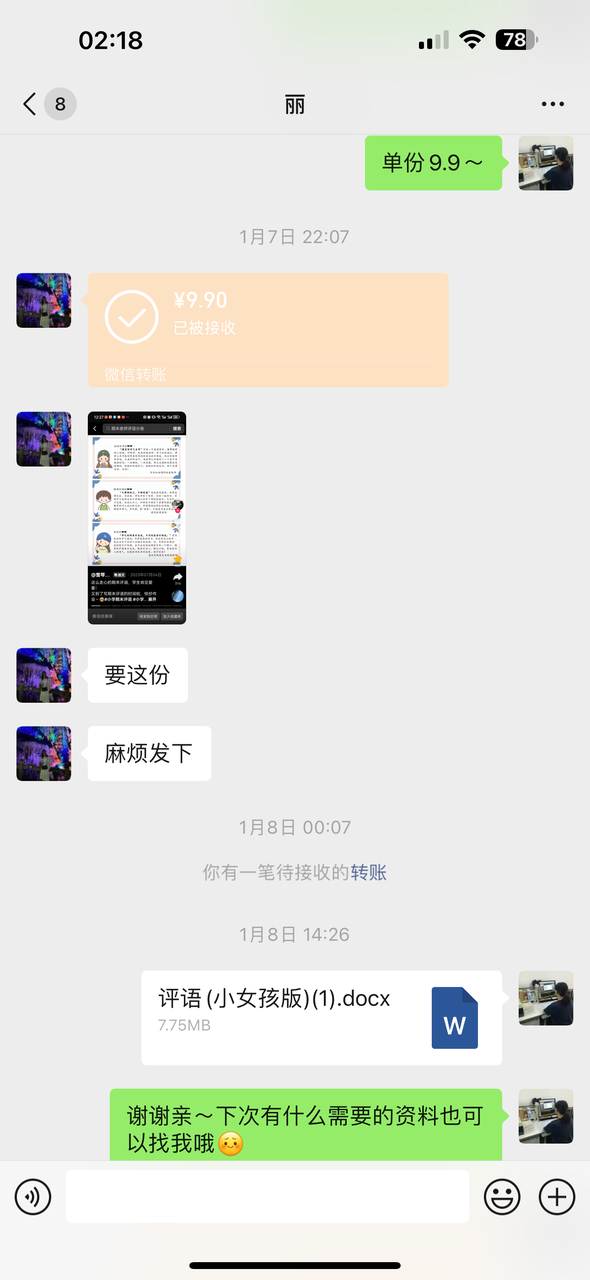 02:18
78
8
丽
单份9.9～
1月7日 22:07
¥9.90
已被接收
微信转账
要这份
麻烦发下
1月8日 00:07
你有一笔待接收的转账
1月8日 14:26
评语(小女孩版)(1).docx
7.75MB
W
谢谢亲～下次有什么需要的资料也可
以找我哦